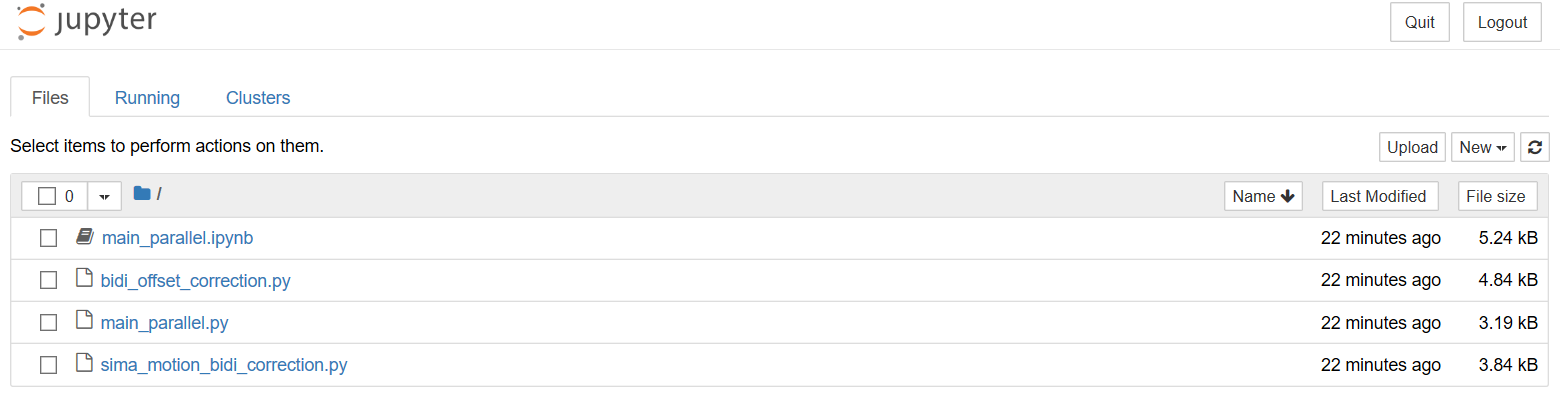 jupyter Quit Logout
Files Running Clusters
Select items to perform actions on them. Upload New
0 / Name Last Modified File size
main_parallel.ipynb 22 minutes ago 5.24 kB
bidi_offset_correction.py 22 minutes ago 4.84 kB
main_parallel.py 22 minutes ago 3.19 kB
sima_motion_bidi_correction.py 22 minutes ago 3.84 kB